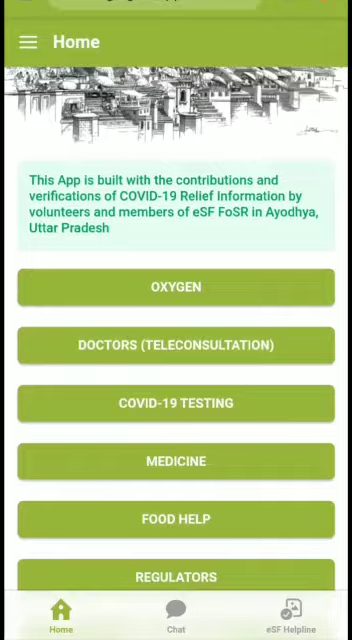 Home
This App is built with the contributions and
verifications of COVID-19 Relief Information by
volunteers and members of eSF FoSR in Ayodhya,
Uttar Pradesh
OXYGEN
DOCTORS (TELECONSULTATION)
COVID-19 TESTING
MEDICINE
FOOD HELP
REGULATORS
Home
Chat
eSF Helpline